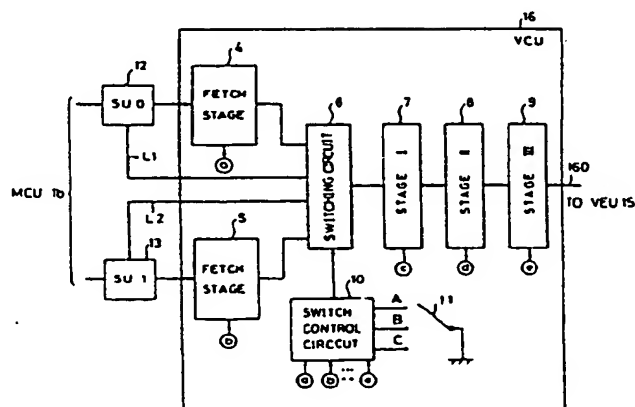 16
VCU
12
SU 0
4
FETCH
STAGE
a
6
SWITCHING CIRCUIT
7
STAGE I
8
STAGE II
9
STAGE III
160
TO VEU 15
L1
MCU 1b
L2
13
SU 1
5
FETCH
STAGE
b
c
d
e
10
SWITCH
CONTROL
CIRCCUT
A
B
C
11
a b ... e